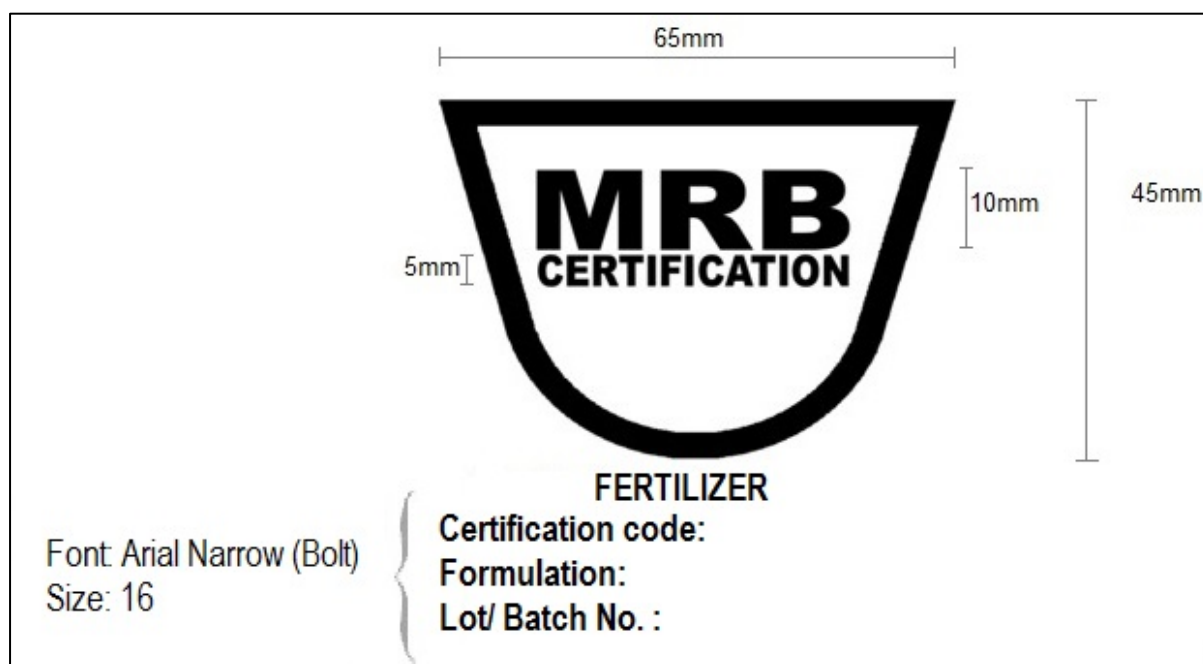 65mm
MRB
10mm
45mm
5mm
CERTIFICATION
FERTILIZER
Certification code:
Font: Arial Narrow (Bolt)
Formulation:
Size: 16
Lot/ Batch No. :